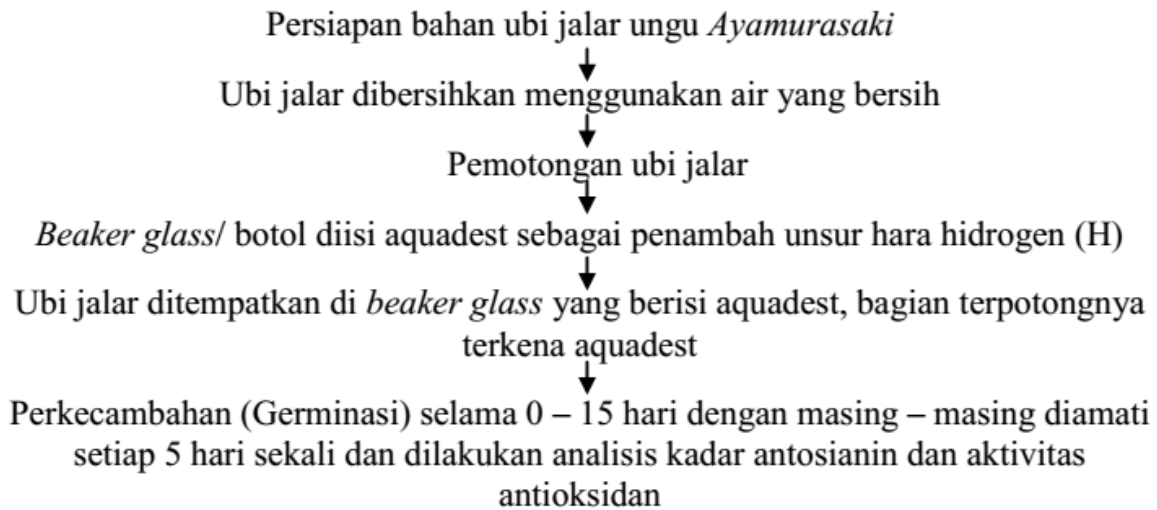 Persiapan bahan ubi jalar ungu Ayamurasaki
Ubi jalar dibersihkan menggunakan air yang bersih
Pemotongan ubi jalar
Beaker glass/ botol diisi aquadest sebagai penambah unsur hara hidrogen (H)
Ubi jalar ditempatkan di beaker glass yang berisi aquadest, bagian terpotongnya
terkena aquadest
Perkecambahan (Germinasi) selama 0 – 15 hari dengan masing – masing diamati
setiap 5 hari sekali dan dilakukan analisis kadar antosianin dan aktivitas
antioksidan